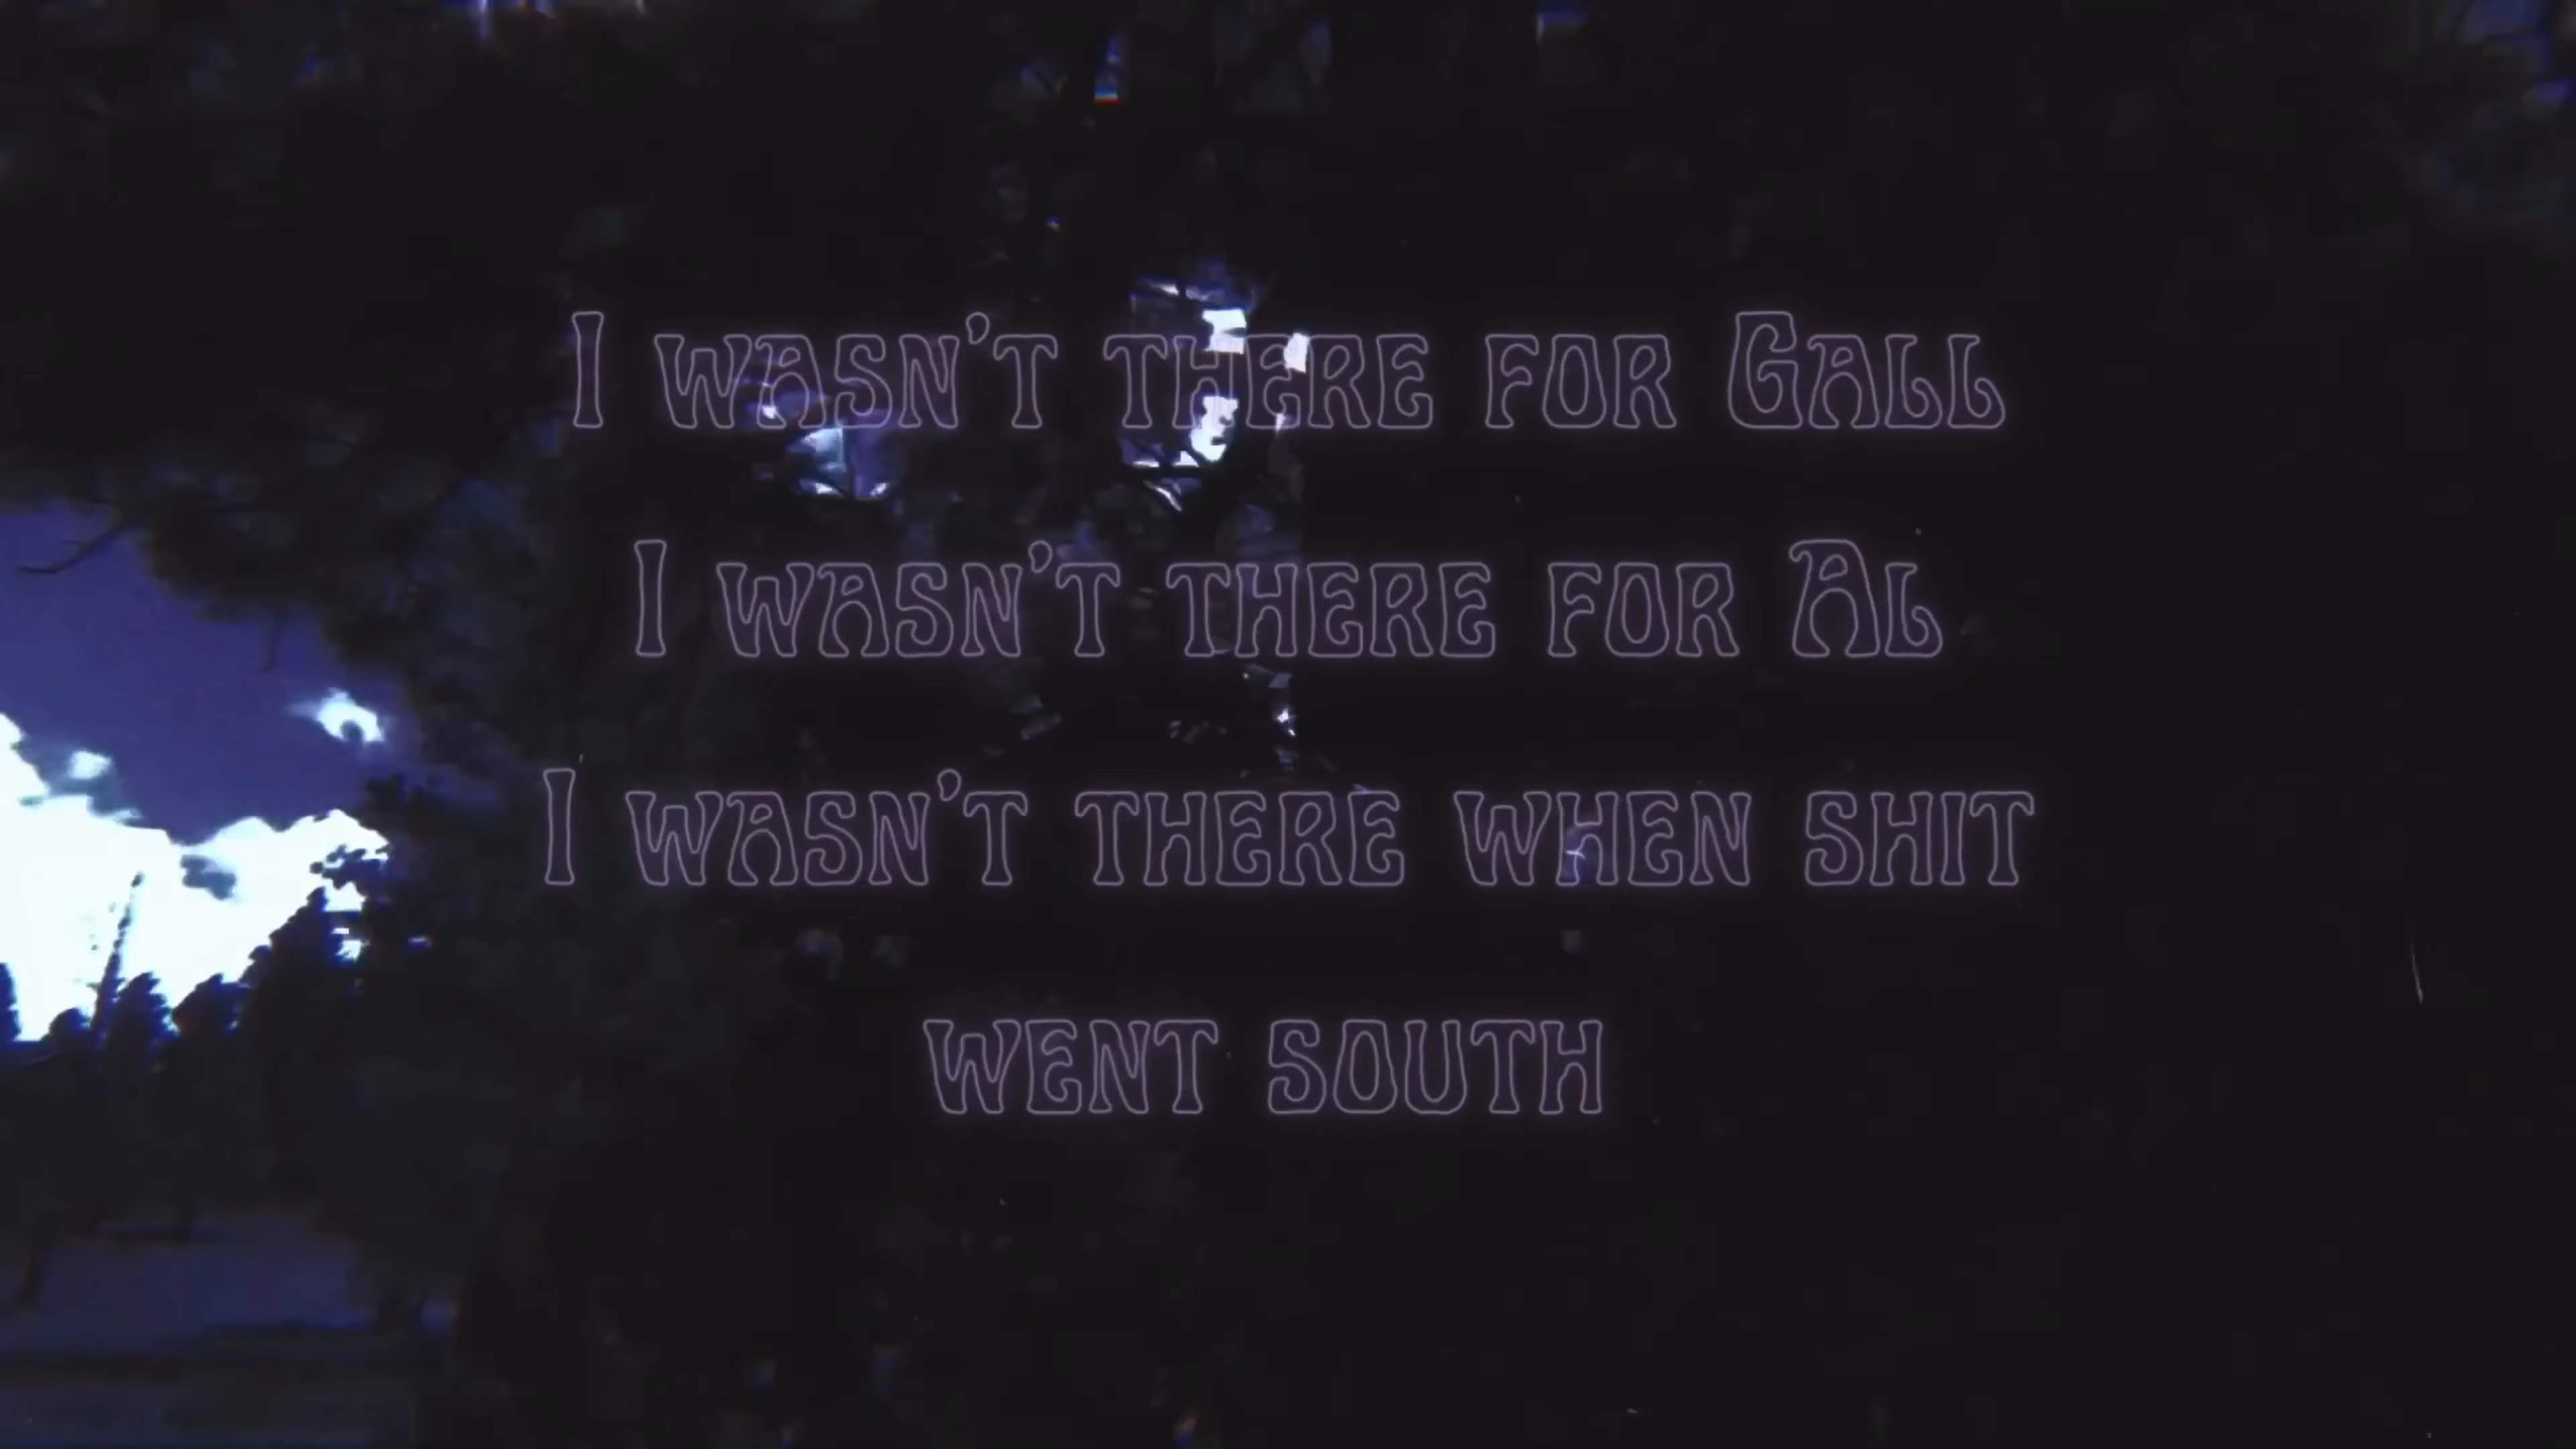 I wasn't there for Gall
I wasn't there for Al
I wasn't there when shit
went south